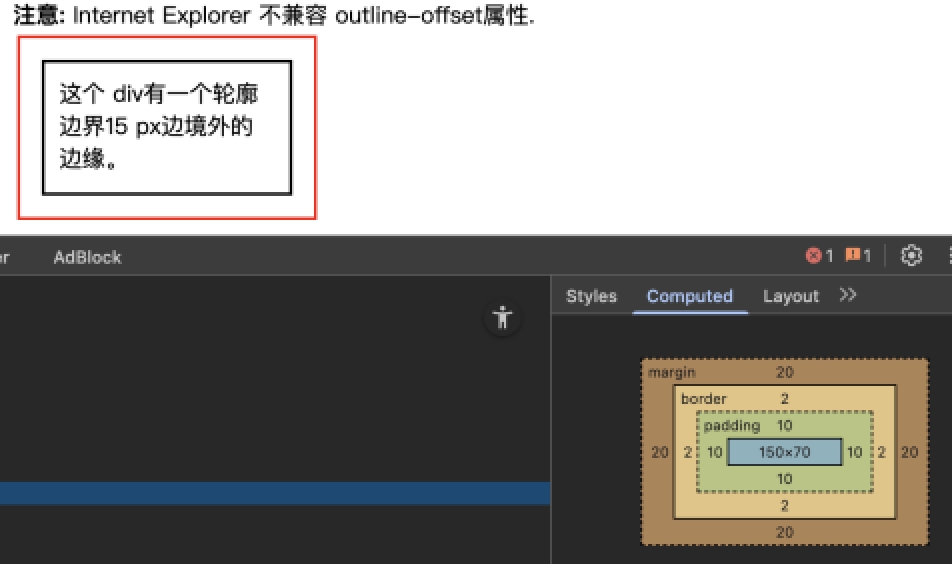 注意: Internet Explorer 不兼容 outline-offset属性.
这个 div有一个轮廓
边界15 px边境外的
边缘。
AdBlock
1 1
Styles Computed Layout
margin 20
border 2
padding 10
20 2 10 150×70 10 2 20
10
2
20